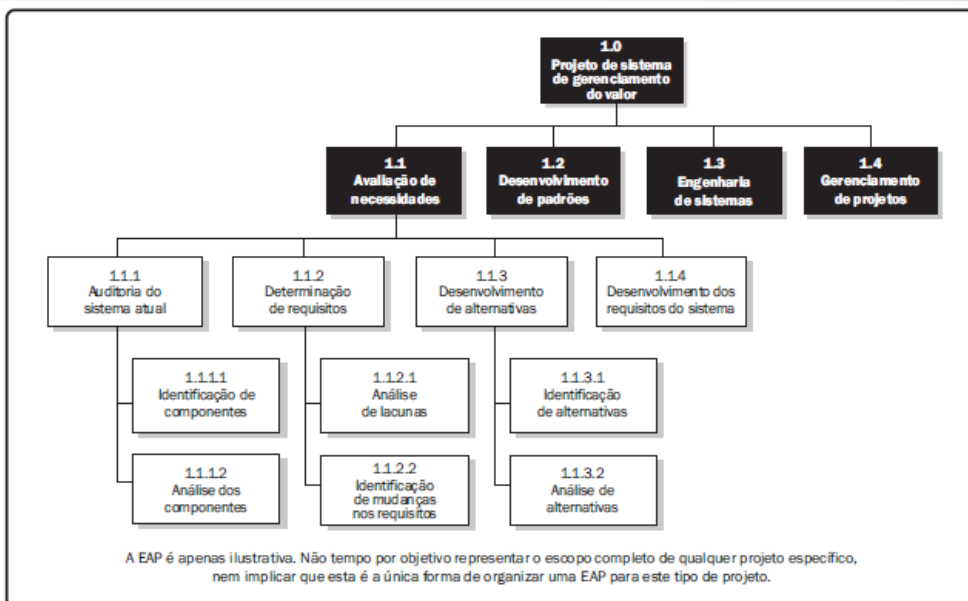 1.0
Projeto de sistema
de gerenciamento
do valor
1.1
Avaliação de
necessidades
1.2
Desenvolvimento
de padrões
1.3
Engenharia
de sistemas
1.4
Gerenciamento
de projetos
1.1.1
Auditoria do
sistema atual
1.1.2
Determinação
de requisitos
1.1.3
Desenvolvimento
de alternativas
1.1.4
Desenvolvimento dos
requisitos do sistema
1.1.1.1
Identificação de
componentes
1.1.2.1
Análise
de lacunas
1.1.3.1
Identificação
de alternativas
1.1.1.2
Análise dos
componentes
1.1.2.2
Identificação
de mudanças
nos requisitos
1.1.3.2
Análise de
alternativas
A EAP é apenas ilustrativa. Não tempo por objetivo representar o escopo completo de qualquer projeto específico,
nem implicar que esta é a única forma de organizar uma EAP para este tipo de projeto.